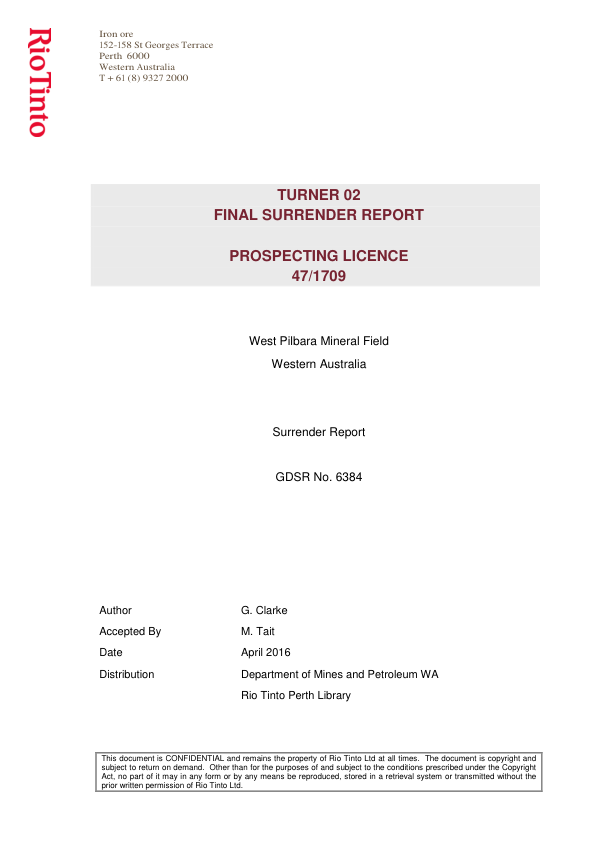 RioTinto
Iron ore
152-158 St Georges Terrace
Perth 6000
Western Australia
T + 61 (8) 9327 2000
TURNER 02
FINAL SURRENDER REPORT
PROSPECTING LICENCE
47/1709
West Pilbara Mineral Field
Western Australia
Surrender Report
GDSR No. 6384
Author G. Clarke
Accepted By M. Tait
Date April 2016
Distribution Department of Mines and Petroleum WA
Rio Tinto Perth Library
This document is CONFIDENTIAL and remains the property of Rio Tinto Ltd at all times. The document is copyright and
subject to return on demand. Other than for the purposes of and subject to the conditions prescribed under the Copyright
Act, no part of it may in any form or by any means be reproduced, stored in a retrieval system or transmitted without the
prior written permission of Rio Tinto Ltd.